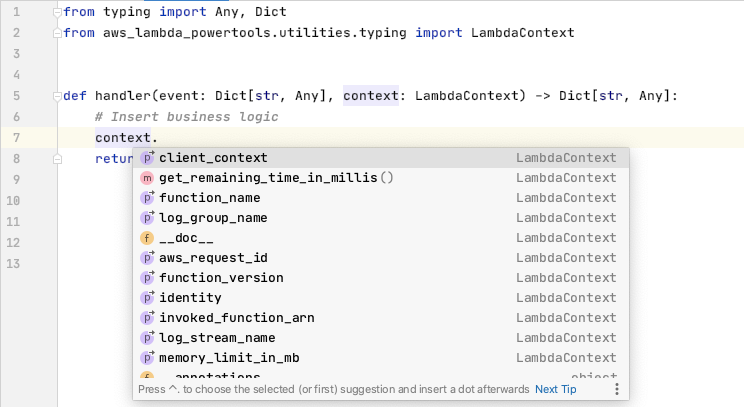 1 from typing import Any, Dict
2 from aws_lambda_powertools.utilities.typing import LambdaContext
3
4
5 def handler(event: Dict[str, Any], context: LambdaContext) -> Dict[str, Any]:
6 # Insert business logic
7 context.
8 retur
9
10
11
12
13
p client_context LambdaContext
m get_remaining_time_in_millis() LambdaContext
p function_name LambdaContext
p log_group_name LambdaContext
f __doc__ LambdaContext
p aws_request_id LambdaContext
p function_version LambdaContext
p identity LambdaContext
p invoked_function_arn LambdaContext
p log_stream_name LambdaContext
p memory_limit_in_mb LambdaContext
f __annotations__ object
Press ^. to choose the selected (or first) suggestion and insert a dot afterwards Next Tip